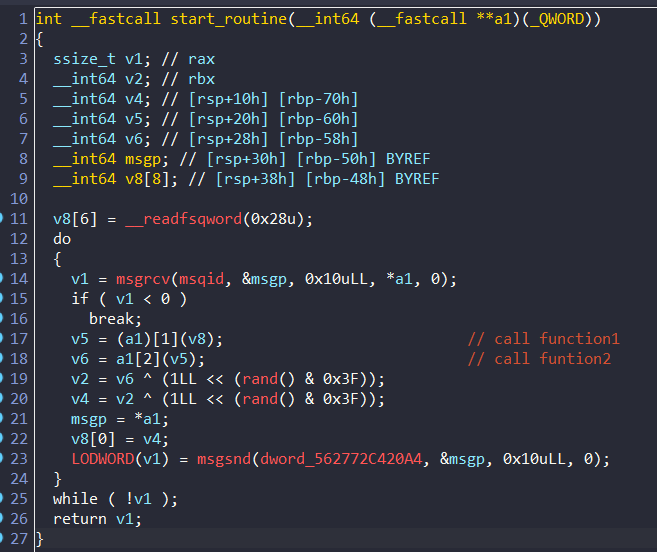 1 int __fastcall start_routine(__int64 (__fastcall **a1)(_QWORD))
2 {
3 ssize_t v1; // rax
4 __int64 v2; // rbx
5 __int64 v4; // [rsp+10h] [rbp-70h]
6 __int64 v5; // [rsp+20h] [rbp-60h]
7 __int64 v6; // [rsp+28h] [rbp-58h]
8 __int64 msgp; // [rsp+30h] [rbp-50h] BYREF
9 __int64 v8[8]; // [rsp+38h] [rbp-48h] BYREF
10
11 v8[6] = __readfsqword(0x28u);
12 do
13 {
14 v1 = msgrcv(msqid, &msgp, 0x10uLL, *a1, 0);
15 if ( v1 < 0 )
16 break;
17 v5 = (a1)[1](v8); // call function1
18 v6 = a1[2](v5); // call funtion2
19 v2 = v6 ^ (1LL << (rand() & 0x3F));
20 v4 = v2 ^ (1LL << (rand() & 0x3F));
21 msgp = *a1;
22 v8[0] = v4;
23 LODWORD(v1) = msgsnd(dword_562772C420A4, &msgp, 0x10uLL, 0);
24 }
25 while ( !v1 );
26 return v1;
27 }